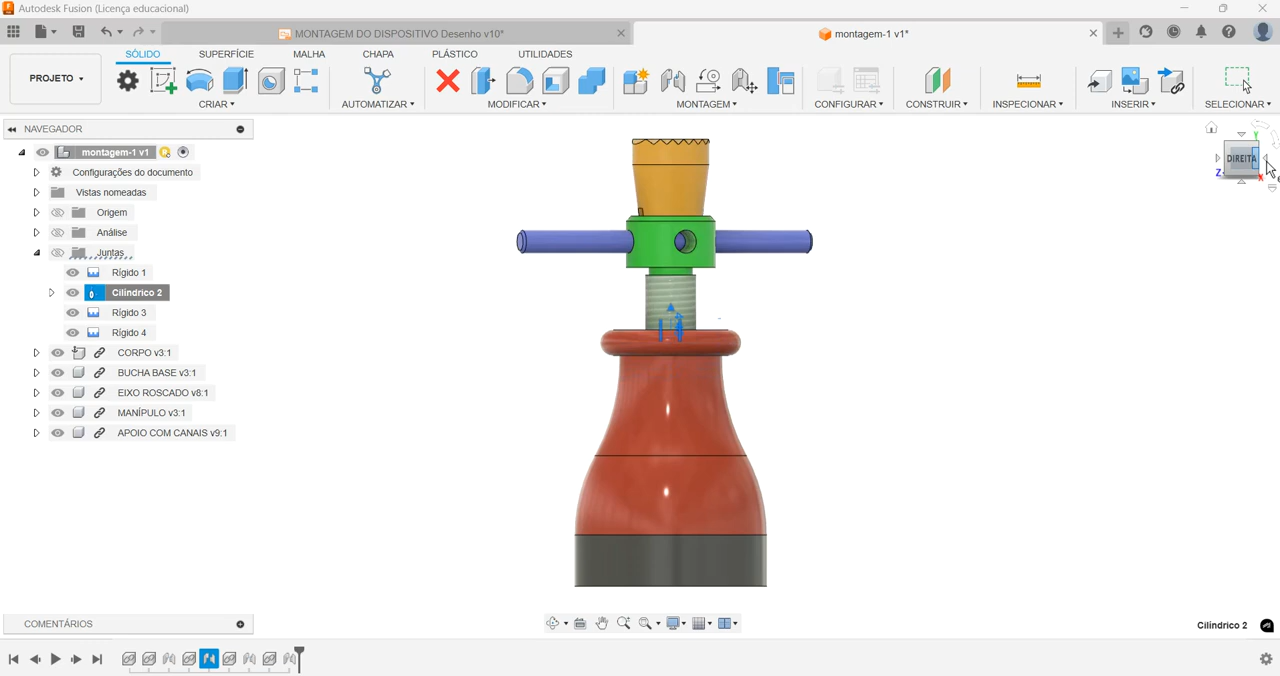 Autodesk Fusion (Licença educacional)
MONTAGEM DO DISPOSITIVO Desenho v10*
montagem-1 v1*
PROJETO
SÓLIDO
SUPERFÍCIE
MALHA
CHAPA
PLÁSTICO
UTILIDADES
CRIAR
AUTOMATIZAR
MODIFICAR
MONTAGEM
CONFIGURAR
CONSTRUIR
INSPECIONAR
INSERIR
SELECIONAR
NAVEGADOR
montagem-1 v1
Configurações do documento
Vistas nomeadas
Origem
Análise
Juntas
Rígido 1
Cilíndrico 2
Rígido 3
Rígido 4
CORPO v3:1
BUCHA BASE v3:1
EIXO ROSCADO v8:1
MANÍPULO v3:1
APOIO COM CANAIS v9:1
Y
DIREITA
Z
X
COMENTÁRIOS
Cilíndrico 2